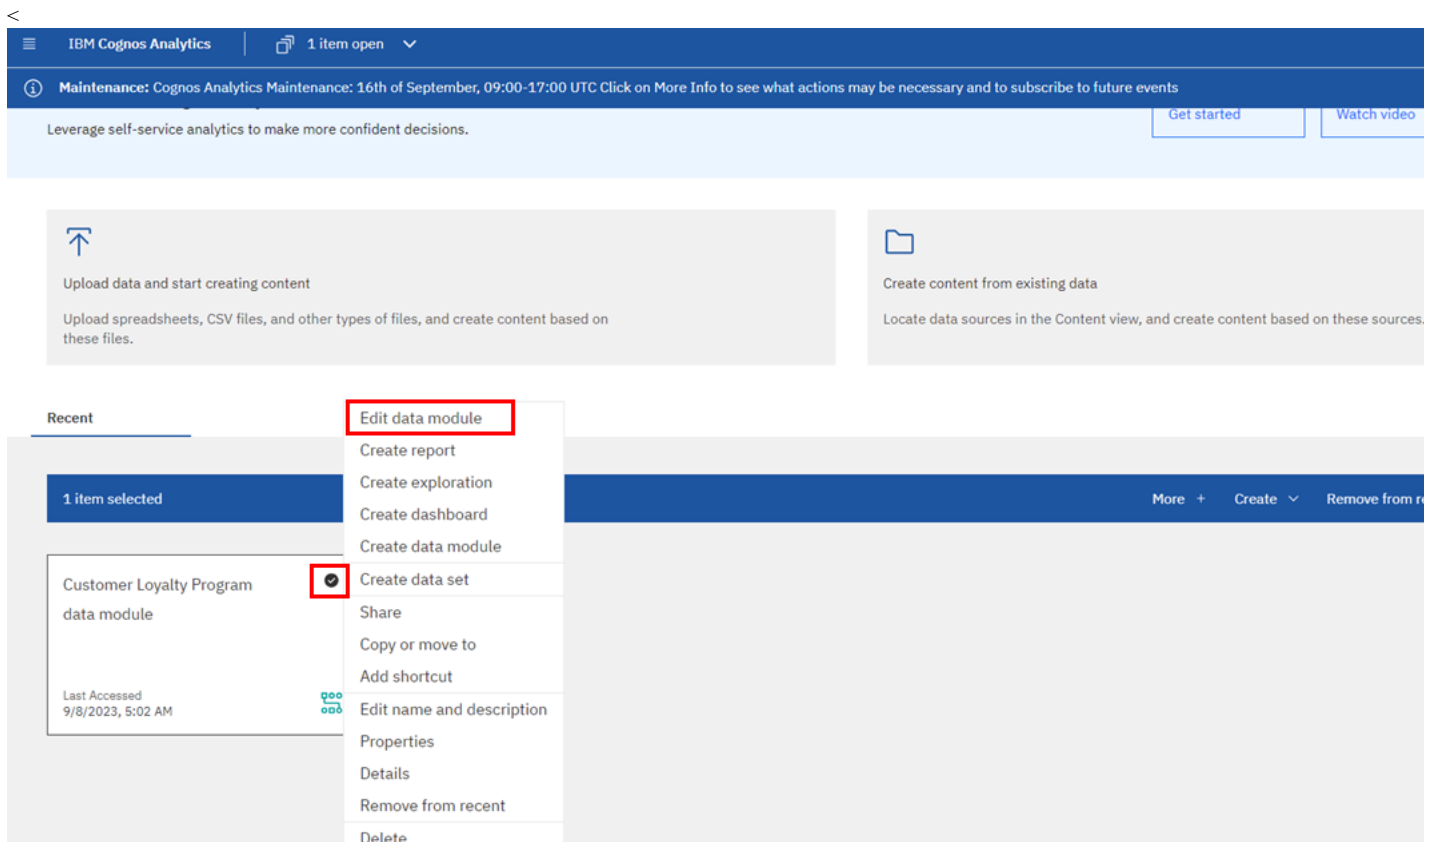 <
IBM Cognos Analytics
1 item open
Maintenance: Cognos Analytics Maintenance: 16th of September, 09:00-17:00 UTC Click on More Info to see what actions may be necessary and to subscribe to future events
Leverage self-service analytics to make more confident decisions.
Get started
Watch video
Upload data and start creating content
Upload spreadsheets, CSV files, and other types of files, and create content based on
these files.
Create content from existing data
Locate data sources in the Content view, and create content based on these sources.
Recent
1 item selected
More +
Create
Remove from
Customer Loyalty Program
data module
Last Accessed
9/8/2023, 5:02 AM
Edit data module
Create report
Create exploration
Create dashboard
Create data module
Create data set
Share
Copy or move to
Add shortcut
Edit name and description
Properties
Details
Remove from recent
Delete